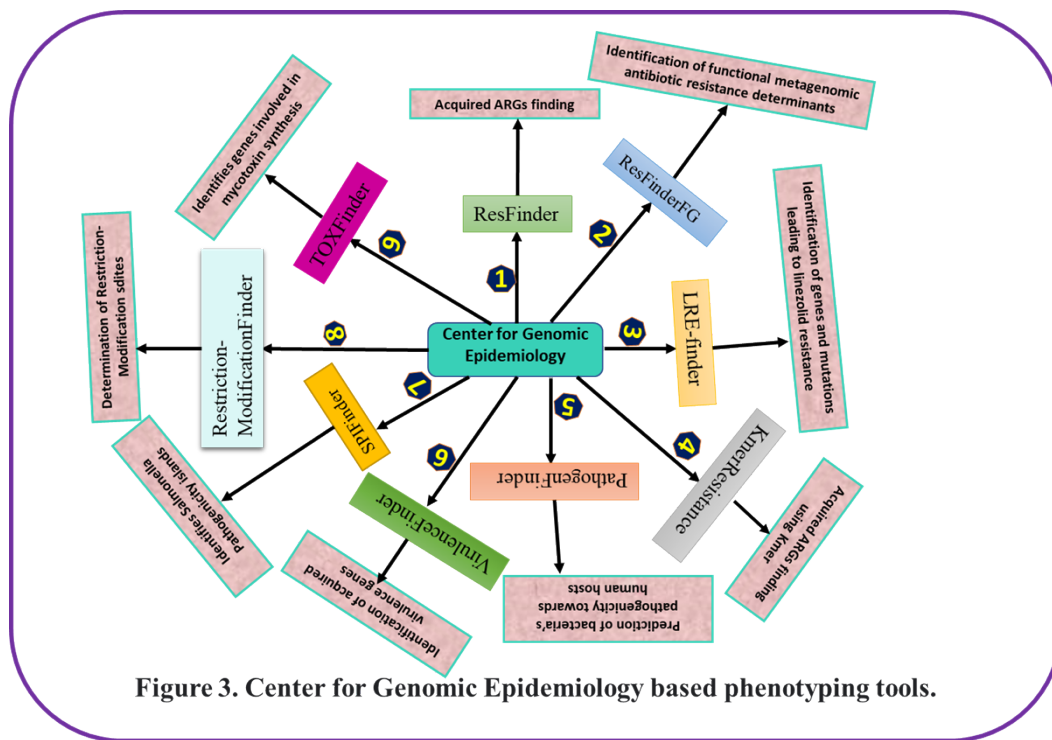 Center for Genomic
Epidemiology
1
ResFinder
Acquired ARGs finding
2
ResFinderFG
Identification of functional metagenomic
antibiotic resistance determinants
3
LRE-finder
Identification of genes and mutations
leading to linezolid resistance
4
KmerResistance
Acquired ARGs finding
using Kmer
5
PathogenFinder
Prediction of bacteria's
pathogenicity towards
human hosts
6
VirulenceFinder
Identification of acquired
virulence genes
7
SPIFinder
Identifies Salmonella
pathogenicity islands
8
Restriction-
ModificationFinder
Determination of Restriction-
Modification sdites
9
TOXFinder
Identifies genes involved in
mycotoxin synthesis
Figure 3. Center for Genomic Epidemiology based phenotyping tools.